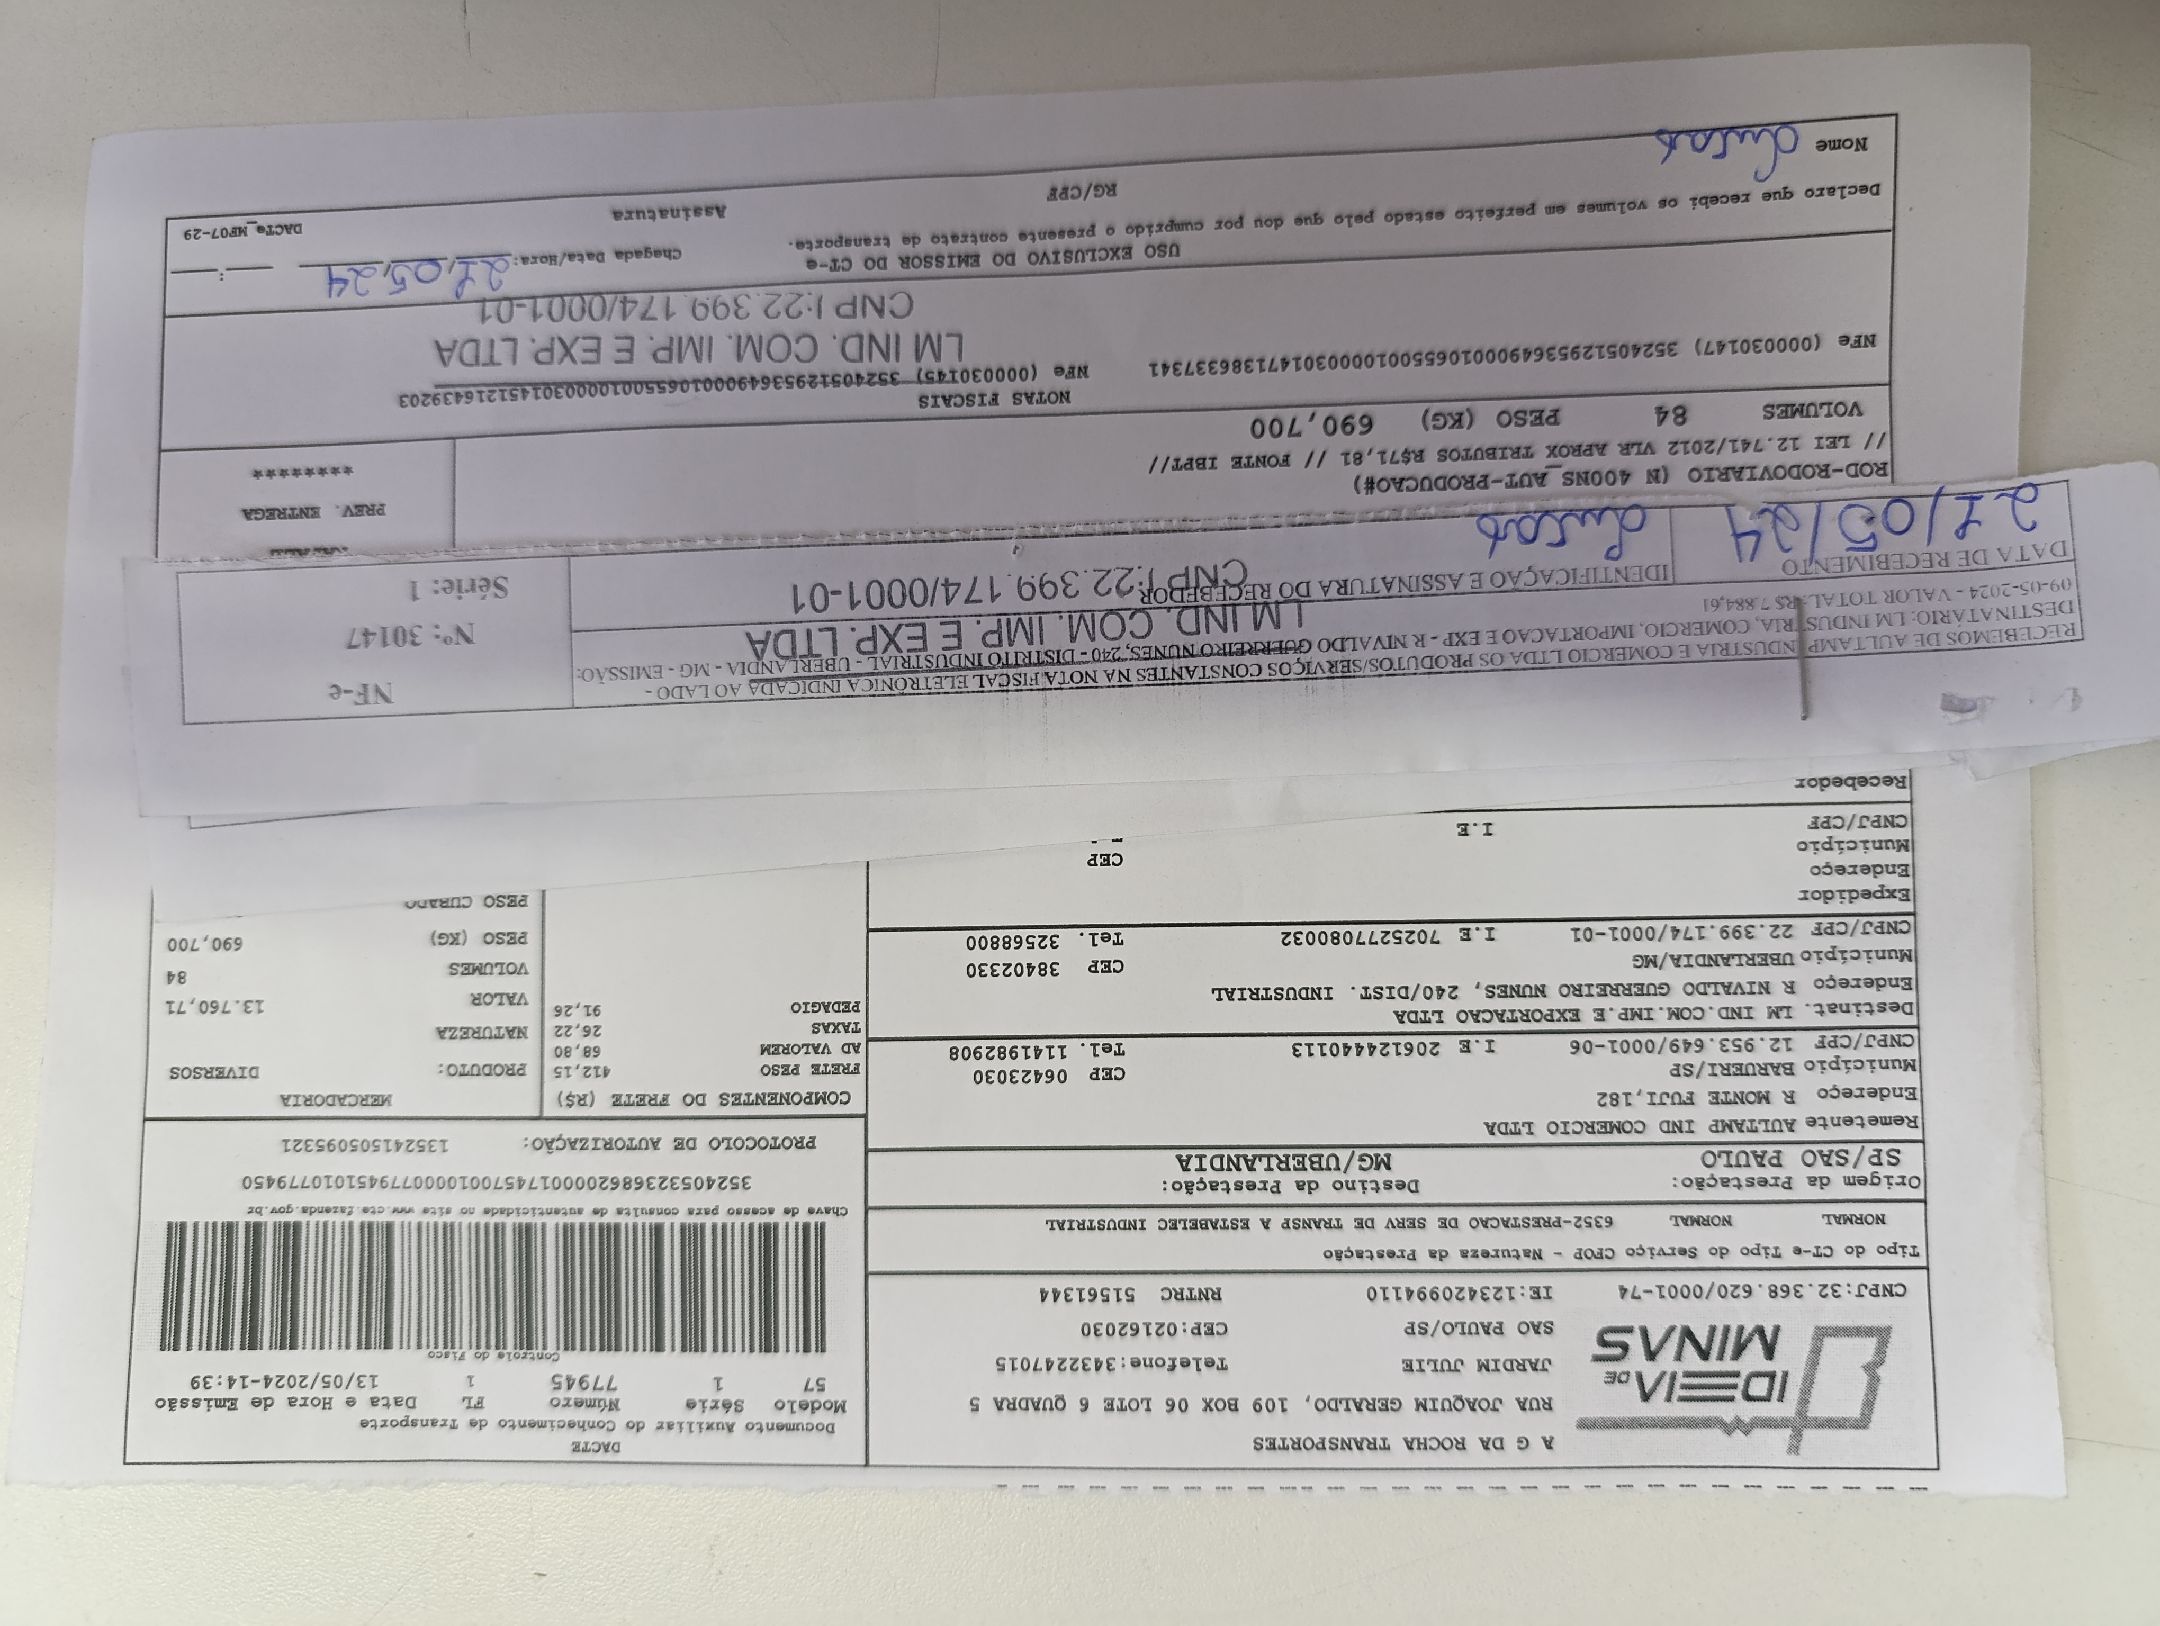 DACTE
A G DA ROCHA TRANSPORTES
Documento Auxiliar do Conhecimento de Transporte
IDEIA DE MINAS
RUA JOAQUIM GERALDO, 109 BOX 06 LOTE 6 QUADRA 5
Modelo Série Número FL Data e Hora de Emissão
57 1 77945 1 13/05/2024-14:39
JARDIM JULIE Telefone:3432247015
Controle do Fisco
SAO PAULO/SP CEP:02162030
CNPJ:32.368.620/0001-74 IE:123420994110 RNTRC 51561344
Tipo do CT-e Tipo do Serviço CFOP - Natureza da Prestação
NORMAL NORMAL 6352-PRESTACAO DE SERV DE TRANSP A ESTABELEC INDUSTRIAL
Chave de acesso para consulta de autenticidade no site www.cte.fazenda.gov.br
35240532368620000174570010000779451010779450
Origem da Prestação: Destino da Prestação:
SP/SAO PAULO MG/UBERLANDIA
PROTOCOLO DE AUTORIZAÇÃO: 135241505095321
Remetente AULTAMP IND COMERCIO LTDA
Endereço R MONTE FUJI,182
Município BARUERI/SP CEP 06423030
CNPJ/CPF 12.953.649/0001-06 I.E 206124440113 Tel. 1141982908
COMPONENTES DO FRETE (R$)
FRETE PESO 412,15
AD VALOREM 68,80
TAXAS 26,22
PEDAGIO 91,26
MERCADORIA
PRODUTO: DIVERSOS
NATUREZA
VALOR 13.760,71
VOLUMES 84
PESO (KG) 690,700
PESO CUBADO
Destinat. LM IND.COM.IMP.E EXPORTACAO LTDA
Endereço R NIVALDO GUERREIRO NUNES, 240/DIST. INDUSTRIAL
Município UBERLANDIA/MG CEP 38402330
CNPJ/CPF 22.399.174/0001-01 I.E 7025277080032 Tel. 32568800
Expedidor
Endereço
Município CEP
CNPJ/CPF I.E
Recebedor
RECEBEMOS DE AULTAMP INDUSTRIA E COMERCIO LTDA OS PRODUTOS/SERVIÇOS CONSTANTES NA NOTA FISCAL ELETRÔNICA INDICADA AO LADO -
DESTINATÁRIO: LM INDUSTRIA, COMERCIO, IMPORTACAO E EXP - R NIVALDO GUERREIRO NUNES, 240 - DISTRITO INDUSTRIAL - UBERLANDIA - MG - EMISSÃO:
09-05-2024 - VALOR TOTAL: R$ 7.884,61
LM IND. COM. IMP. E EXP. LTDA
CNPJ:22.399.174/0001-01
DATA DE RECEBIMENTO
21/05/24
IDENTIFICAÇÃO E ASSINATURA DO RECEBEDOR
Lucas
NF-e
Nº: 30147
Série: 1
ROD-RODOVIARIO (N 400NS_AUT-PRODUCAO#)
// LEI 12.741/2012 VLR APROX TRIBUTOS R$71,81 // FONTE IBPT//
PREV. ENTREGA
*********
VOLUMES 84 PESO (KG) 690,700
NOTAS FISCAIS
NFe (000030147) 35240512953649000106550010000301471386337341 NFe (000030145) 35240512953649000106550010000301451216439203
LM IND. COM. IMP. E EXP. LTDA
CNPJ:22.399.174/0001-01
USO EXCLUSIVO DO EMISSOR DO CT-e
Chegada Data/Hora: 21/05/24 __:__
Declaro que recebi os volumes em perfeito estado pelo que dou por cumprido o presente contrato de transporte.
Nome Lucas RG/CPF Assinatura DACTe_MF07-29